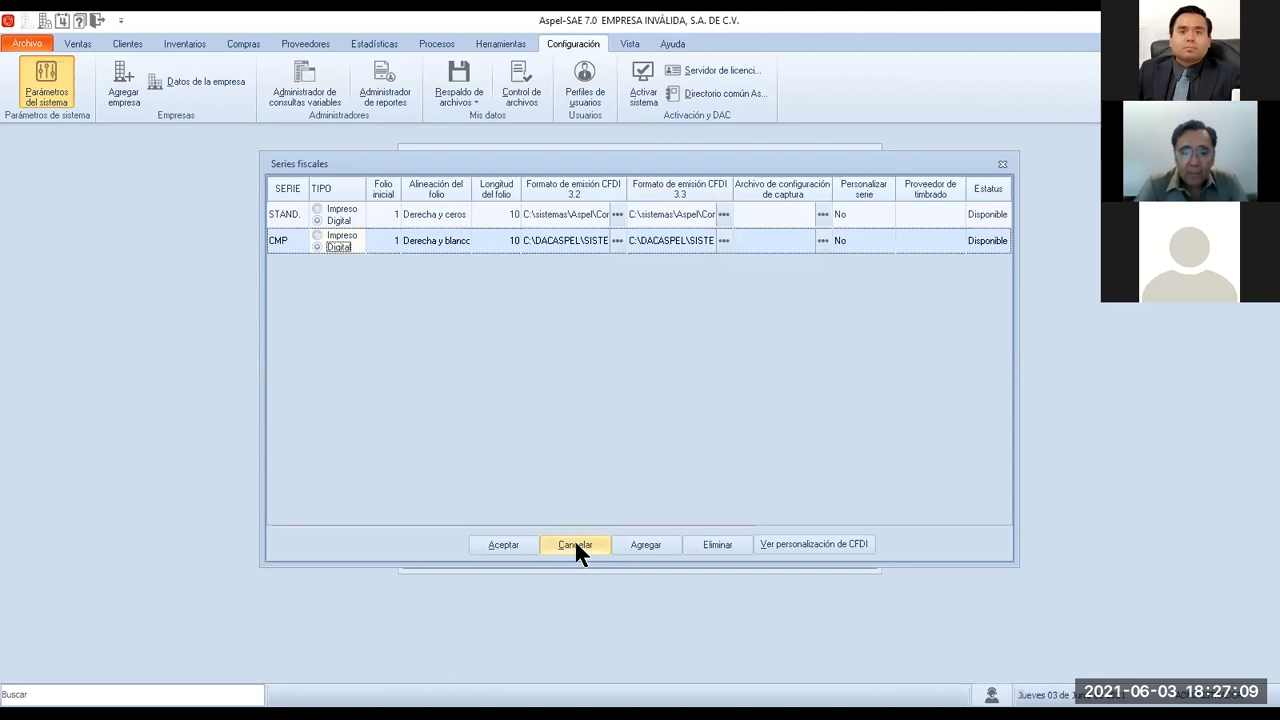 Aspel-SAE 7.0 EMPRESA INVÁLIDA, S.A. DE C.V.
Archivo Ventas Clientes Inventarios Compras Proveedores Estadísticas Procesos Herramientas Configuración Vista Ayuda
Parámetros del sistema
Agregar empresa
Datos de la empresa
Administrador de consultas variables
Administrador de reportes
Respaldo de archivos
Control de archivos
Perfiles de usuarios
Activar sistema
Servidor de licenci...
Directorio común As...
Parámetros de sistema Empresas Administradores Mis datos Usuarios Activación y DAC
Series fiscales
SERIE TIPO Folio inicial Alineación del folio Longitud del folio Formato de emisión CFDI 3.2 Formato de emisión CFDI 3.3 Archivo de configuración de captura Personalizar serie Proveedor de timbrado Estatus
STAND. Impreso Digital 1 Derecha y ceros 10 C:\sistemas\Aspel\Cor ... C:\sistemas\Aspel\Cor ... ... No Disponible
CMP Impreso Digital 1 Derecha y blancc 10 C:\DACASPEL\SISTE ... C:\DACASPEL\SISTE ... ... No Disponible
Aceptar Cancelar Agregar Eliminar Ver personalización de CFDI
Buscar
Jueves 03 de
2021-06-03 18:27:09